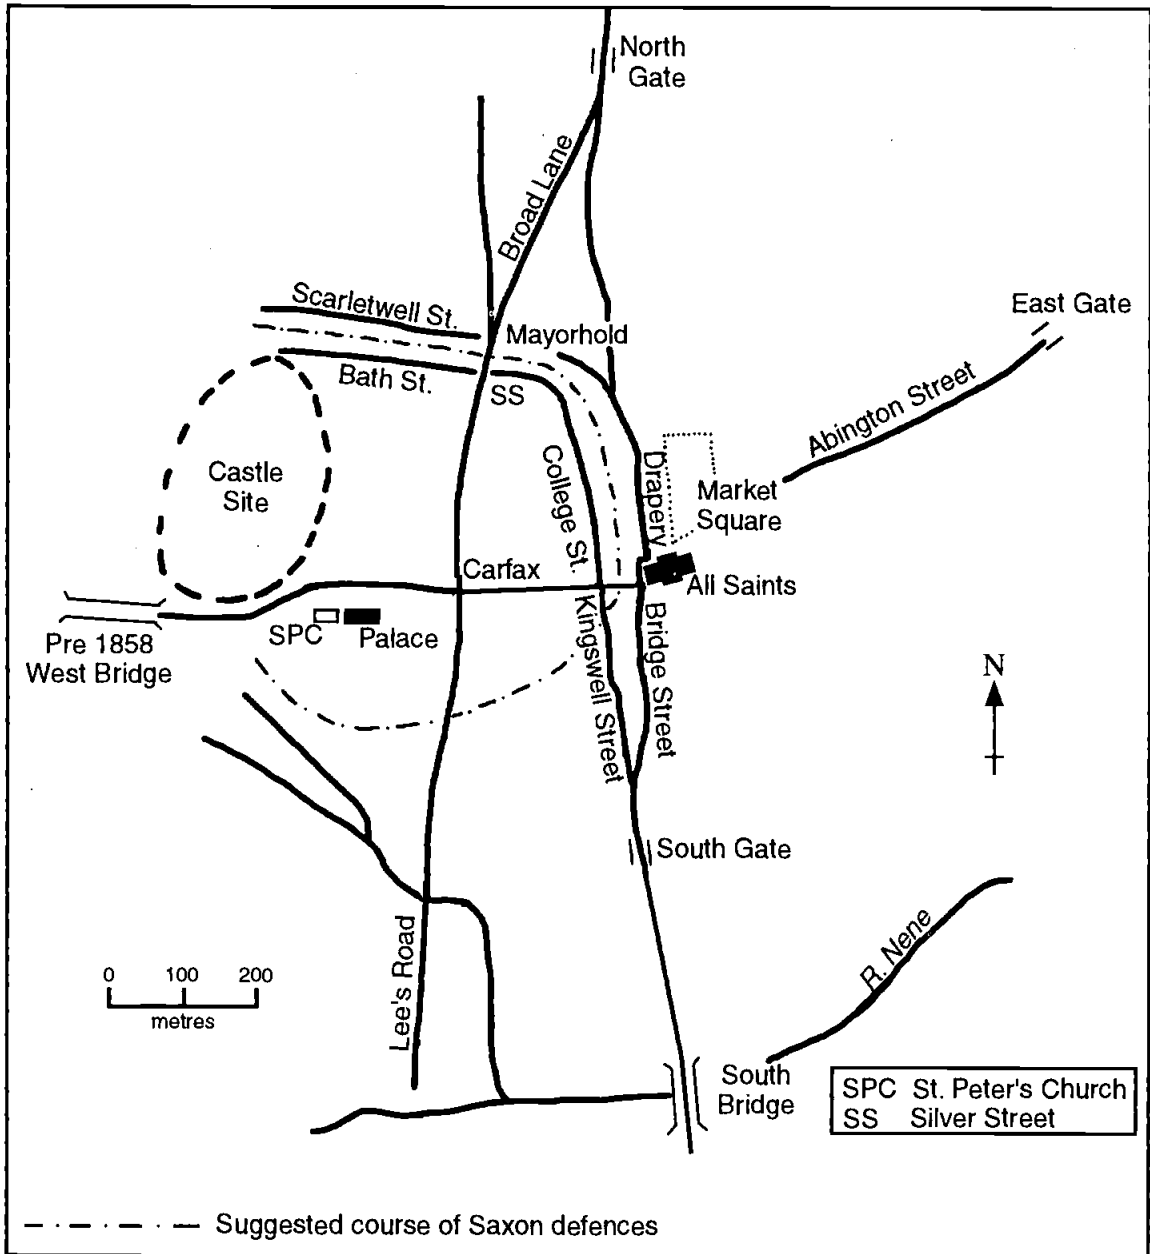 North
Gate
Broad Lane
Scarletwell St.
Mayorhold
East Gate
Bath St.
SS
Abington Street
Castle
Site
College St.
Drapery
Market
Square
Carfax
All Saints
SPC
Palace
Pre 1858
West Bridge
Kingswell Street
Bridge Street
N
South Gate
R. Nene
0 100 200
metres
Lee's Road
South
Bridge
SPC St. Peter's Church
SS Silver Street
Suggested course of Saxon defences